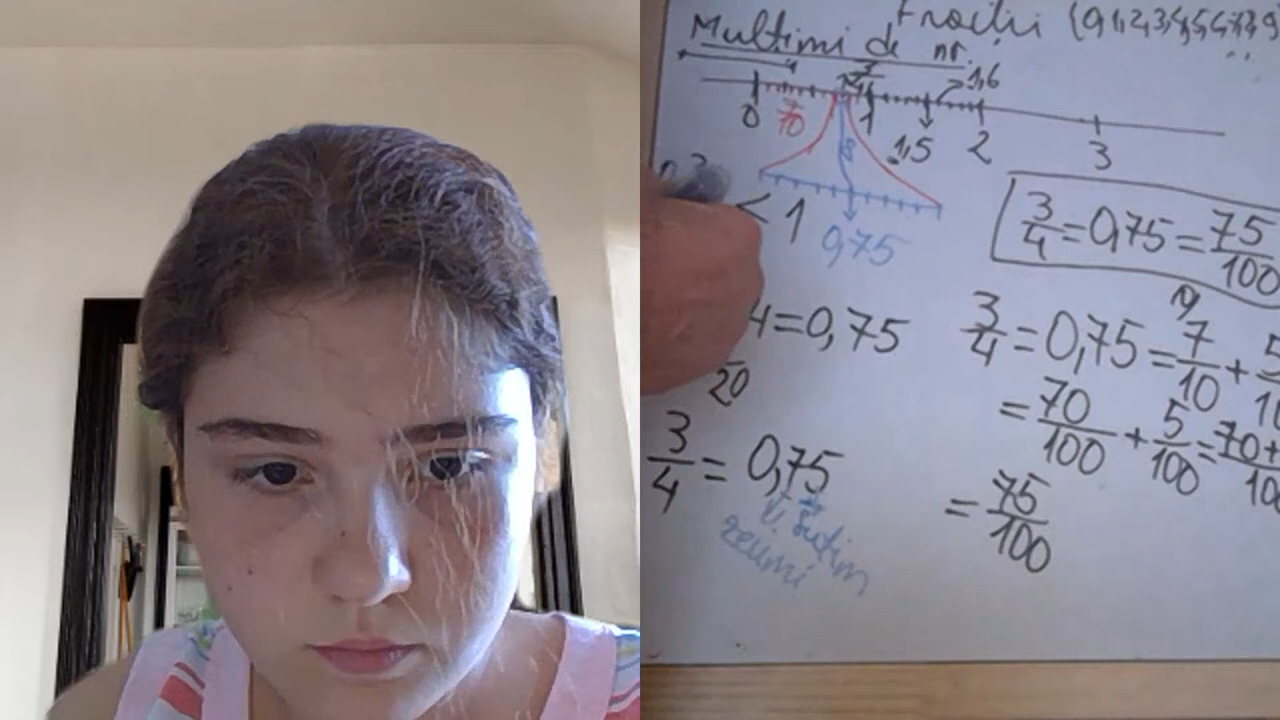 Fracții (0,1,2,3,4,5,6,7,8,9
Mulțimi de nr.
0 1 1,5 1,6 2 3
7/10
8
< 1
0,75
3/4 = 0,75 = 75/100
4 = 0,75
20
3/4 = 0,75 = 7/10 +
= 70/100 + 5/100 = 70+
3/4 = 0,75
= 75/100
zecimi